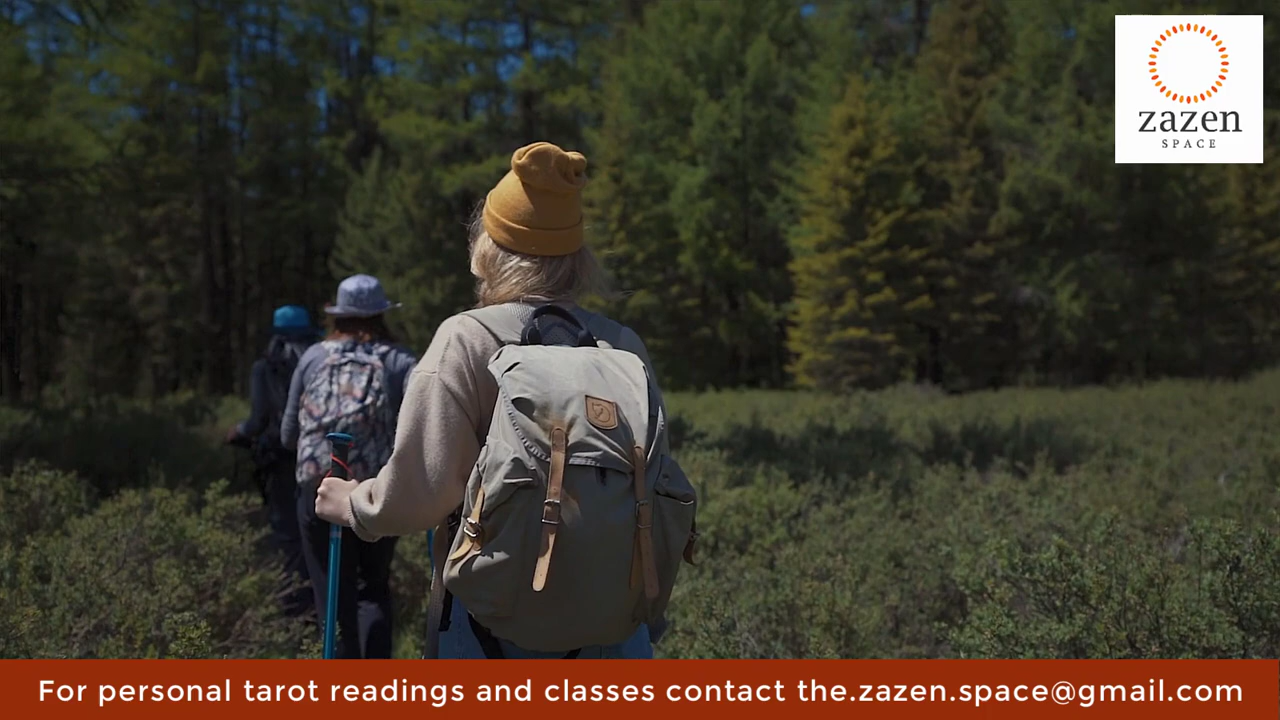 zazen
SPACE
For personal tarot readings and classes contact the.zazen.space@gmail.com